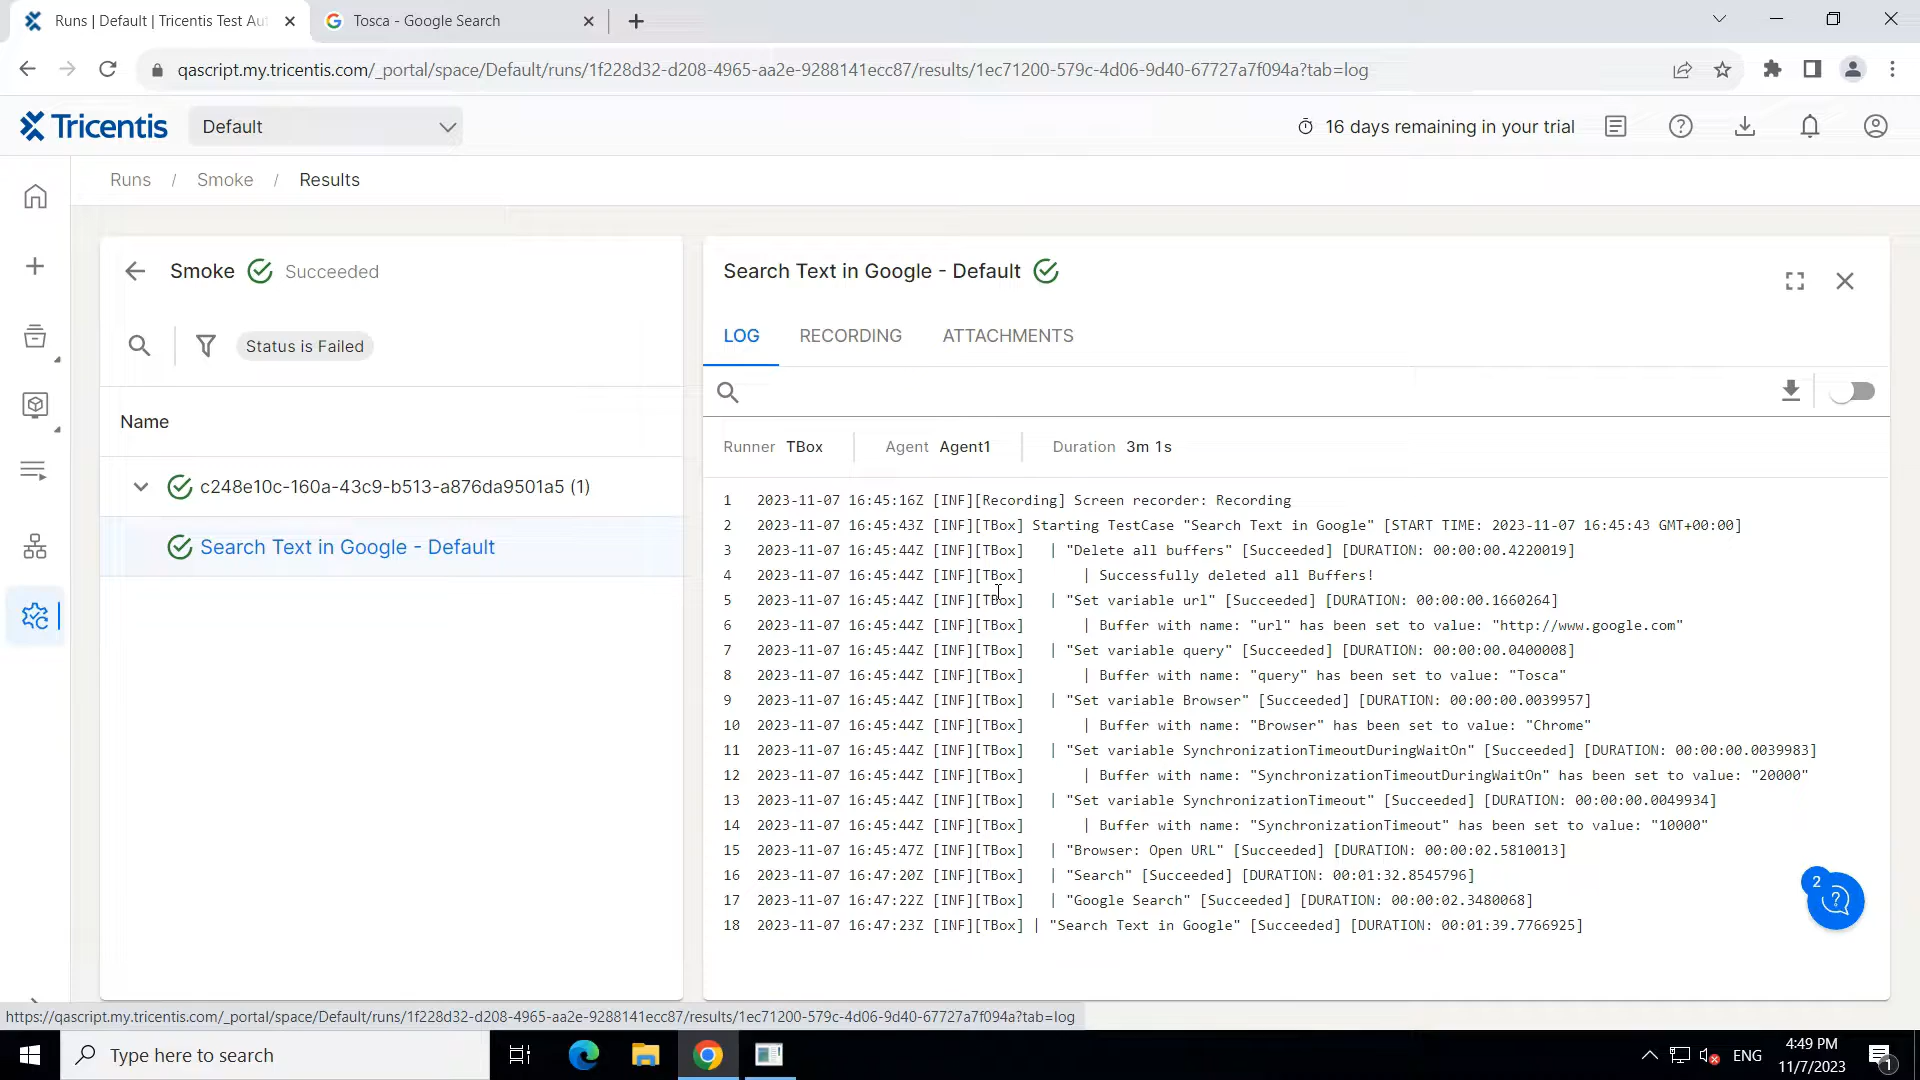 Runs | Default | Tricentis Test Aut
Tosca - Google Search
qascript.my.tricentis.com/_portal/space/Default/runs/1f228d32-d208-4965-aa2e-9288141ecc87/results/1ec71200-579c-4d06-9d40-67727a7f094a?tab=log
Tricentis
Default
16 days remaining in your trial
Runs / Smoke / Results
Smoke Succeeded
Status is Failed
Name
c248e10c-160a-43c9-b513-a876da9501a5 (1)
Search Text in Google - Default
Search Text in Google - Default
LOG RECORDING ATTACHMENTS
Runner TBox Agent Agent1 Duration 3m 1s
1 2023-11-07 16:45:16Z [INF][Recording] Screen recorder: Recording
2 2023-11-07 16:45:43Z [INF][TBox] Starting TestCase "Search Text in Google" [START TIME: 2023-11-07 16:45:43 GMT+00:00]
3 2023-11-07 16:45:44Z [INF][TBox] | "Delete all buffers" [Succeeded] [DURATION: 00:00:00.4220019]
4 2023-11-07 16:45:44Z [INF][TBox] | Successfully deleted all Buffers!
5 2023-11-07 16:45:44Z [INF][TBox] | "Set variable url" [Succeeded] [DURATION: 00:00:00.1660264]
6 2023-11-07 16:45:44Z [INF][TBox] | Buffer with name: "url" has been set to value: "http://www.google.com"
7 2023-11-07 16:45:44Z [INF][TBox] | "Set variable query" [Succeeded] [DURATION: 00:00:00.0400008]
8 2023-11-07 16:45:44Z [INF][TBox] | Buffer with name: "query" has been set to value: "Tosca"
9 2023-11-07 16:45:44Z [INF][TBox] | "Set variable Browser" [Succeeded] [DURATION: 00:00:00.0039957]
10 2023-11-07 16:45:44Z [INF][TBox] | Buffer with name: "Browser" has been set to value: "Chrome"
11 2023-11-07 16:45:44Z [INF][TBox] | "Set variable SynchronizationTimeoutDuringWaitOn" [Succeeded] [DURATION: 00:00:00.0039983]
12 2023-11-07 16:45:44Z [INF][TBox] | Buffer with name: "SynchronizationTimeoutDuringWaitOn" has been set to value: "20000"
13 2023-11-07 16:45:44Z [INF][TBox] | "Set variable SynchronizationTimeout" [Succeeded] [DURATION: 00:00:00.0049934]
14 2023-11-07 16:45:44Z [INF][TBox] | Buffer with name: "SynchronizationTimeout" has been set to value: "10000"
15 2023-11-07 16:45:47Z [INF][TBox] | "Browser: Open URL" [Succeeded] [DURATION: 00:00:02.5810013]
16 2023-11-07 16:47:20Z [INF][TBox] | "Search" [Succeeded] [DURATION: 00:01:32.8545796]
17 2023-11-07 16:47:22Z [INF][TBox] | "Google Search" [Succeeded] [DURATION: 00:00:02.3480068]
18 2023-11-07 16:47:23Z [INF][TBox] | "Search Text in Google" [Succeeded] [DURATION: 00:01:39.7766925]
2
https://qascript.my.tricentis.com/_portal/space/Default/runs/1f228d32-d208-4965-aa2e-9288141ecc87/results/1ec71200-579c-4d06-9d40-67727a7f094a?tab=log
Type here to search
ENG
4:49 PM
11/7/2023
1